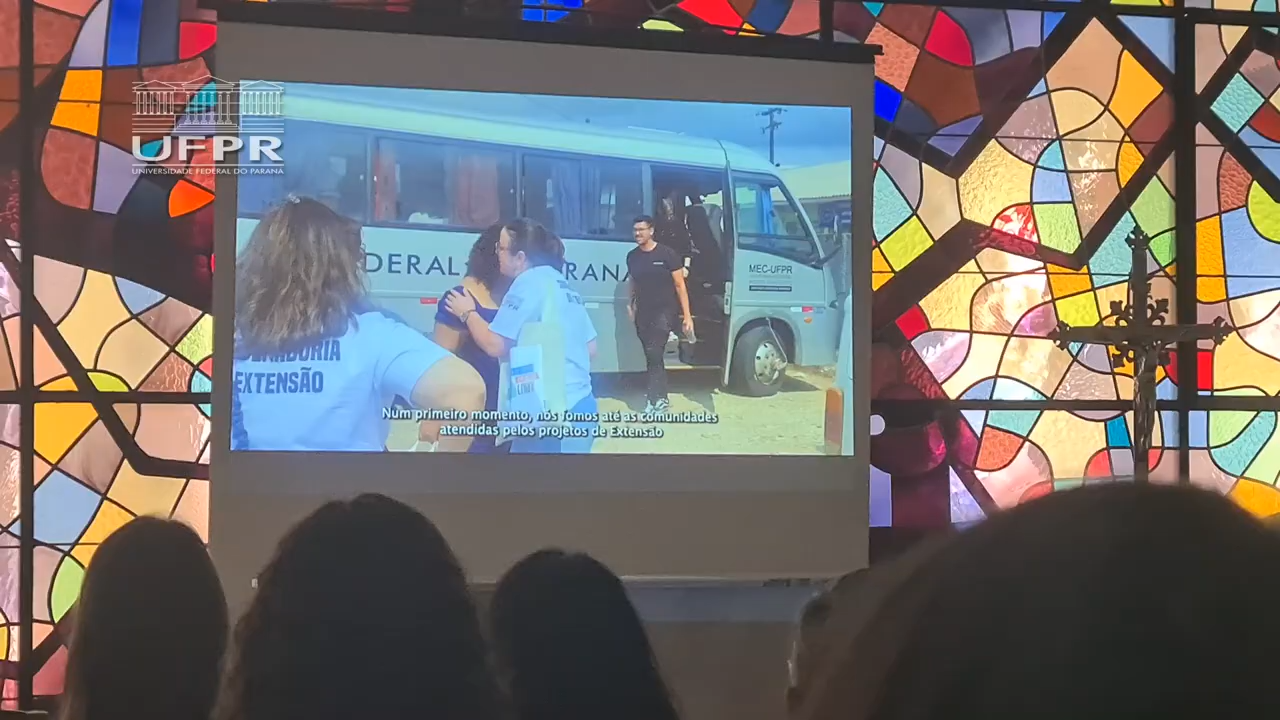 UFPR
UNIVERSIDADE FEDERAL DO PARANÁ
DERAL
PARANÁ
MEC-UFPR
EXTENSÃO
Num primeiro momento, nós fomos até as comunidades
atendidas pelos projetos de Extensão